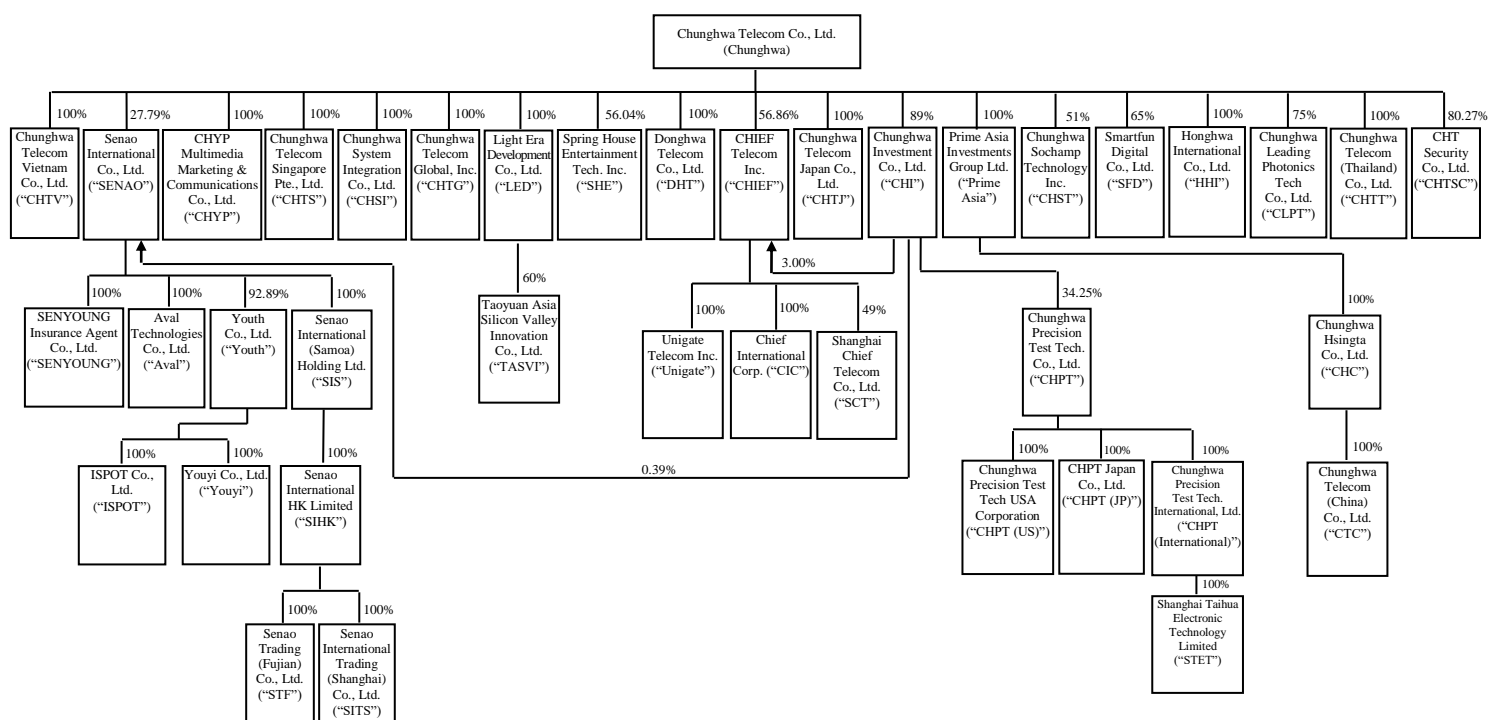 Chunghwa Telecom Co., Ltd.
(Chunghwa)
100%
27.79%
100%
100%
100%
100%
100%
56.04%
100%
56.86%
100%
89%
100%
51%
65%
100%
75%
100%
80.27%
Chunghwa
Telecom
Vietnam
Co., Ltd.
(“CHTV”)
Senao
International
Co., Ltd.
(“SENAO”)
CHYP
Multimedia
Marketing &
Communications
Co., Ltd.
(“CHYP”)
Chunghwa
Telecom
Singapore
Pte., Ltd.
(“CHTS”)
Chunghwa
System
Integration
Co., Ltd.
(“CHSI”)
Chunghwa
Telecom
Global, Inc.
(“CHTG”)
Light Era
Development
Co., Ltd.
(“LED”)
Spring House
Entertainment
Tech. Inc.
(“SHE”)
Donghwa
Telecom
Co., Ltd.
(“DHT”)
CHIEF
Telecom
Inc.
(“CHIEF”)
Chunghwa
Telecom
Japan Co.,
Ltd.
(“CHTJ”)
Chunghwa
Investment
Co., Ltd.
(“CHI”)
Prime Asia
Investments
Group Ltd.
(“Prime
Asia”)
Chunghwa
Sochamp
Technology
Inc.
(“CHST”)
Smartfun
Digital
Co., Ltd.
(“SFD”)
Honghwa
International
Co., Ltd.
(“HHI”)
Chunghwa
Leading
Photonics
Tech
Co., Ltd.
(“CLPT”)
Chunghwa
Telecom
(Thailand)
Co., Ltd.
(“CHTT”)
CHT
Security
Co., Ltd.
(“CHTSC”)
3.00%
100%
100%
92.89%
100%
60%
100%
100%
49%
34.25%
100%
SENYOUNG
Insurance Agent
Co., Ltd.
(“SENYOUNG”)
Aval
Technologies
Co., Ltd.
(“Aval”)
Youth
Co., Ltd.
(“Youth”)
Senao
International
(Samoa)
Holding Ltd.
(“SIS”)
Taoyuan Asia
Silicon Valley
Innovation
Co., Ltd.
(“TASVI”)
Unigate
Telecom Inc.
(“Unigate”)
Chief
International
Corp. (“CIC”)
Shanghai
Chief
Telecom
Co., Ltd.
(“SCT”)
Chunghwa
Precision
Test Tech.
Co., Ltd.
(“CHPT”)
Chunghwa
Hsingta
Co., Ltd.
(“CHC”)
100%
100%
100%
0.39%
100%
100%
100%
100%
ISPOT Co.,
Ltd.
(“ISPOT”)
Youyi Co., Ltd.
(“Youyi”)
Senao
International
HK Limited
(“SIHK”)
Chunghwa
Precision Test
Tech USA
Corporation
(“CHPT (US)”)
CHPT Japan
Co., Ltd.
(“CHPT (JP)”)
Chunghwa
Precision
Test Tech.
International, Ltd.
(“CHPT
(International)”)
Chunghwa
Telecom
(China)
Co., Ltd.
(“CTC”)
100%
100%
100%
Senao
Trading
(Fujian)
Co., Ltd.
(“STF”)
Senao
International
Trading
(Shanghai)
Co., Ltd.
(“SITS”)
Shanghai Taihua
Electronic
Technology
Limited
(“STET”)